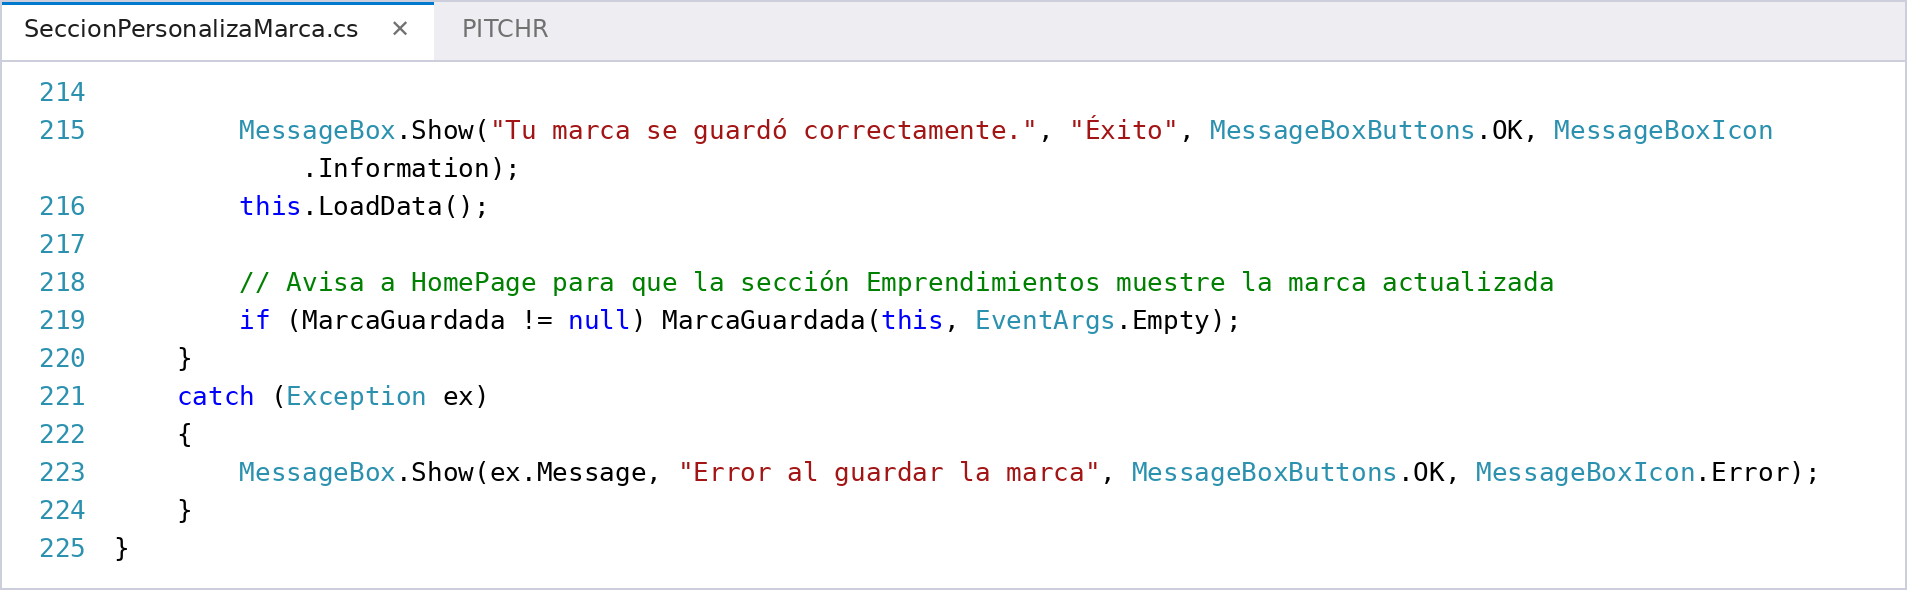 SeccionPersonalizaMarca.cs ✕ PITCHR
214
215 MessageBox.Show("Tu marca se guardó correctamente.", "Éxito", MessageBoxButtons.OK, MessageBoxIcon
.Information);
216 this.LoadData();
217
218 // Avisa a HomePage para que la sección Emprendimientos muestre la marca actualizada
219 if (MarcaGuardada != null) MarcaGuardada(this, EventArgs.Empty);
220 }
221 catch (Exception ex)
222 {
223 MessageBox.Show(ex.Message, "Error al guardar la marca", MessageBoxButtons.OK, MessageBoxIcon.Error);
224 }
225 }